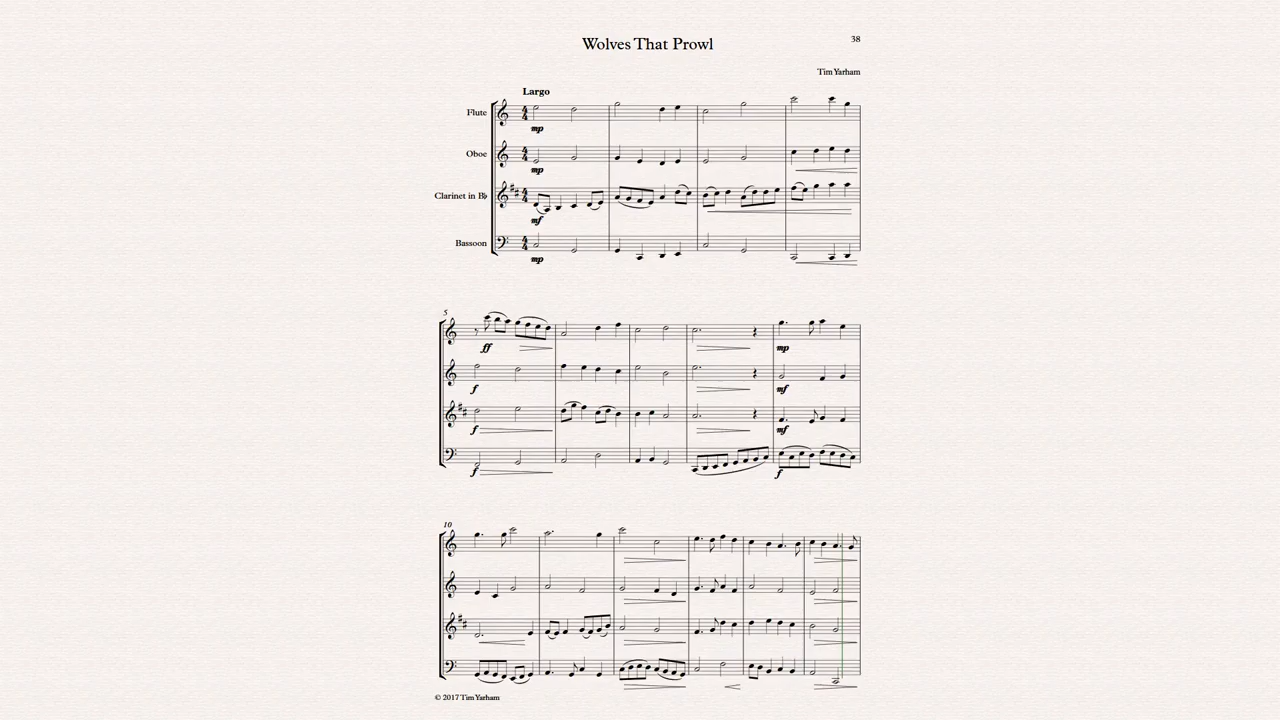 Wolves That Prowl
38
Tim Yarham
Largo
Flute
mp
Oboe
mp
Clarinet in B♭
mf
Bassoon
mp
5
ff
mp
f
mf
f
mf
f
f
10
© 2017 Tim Yarham